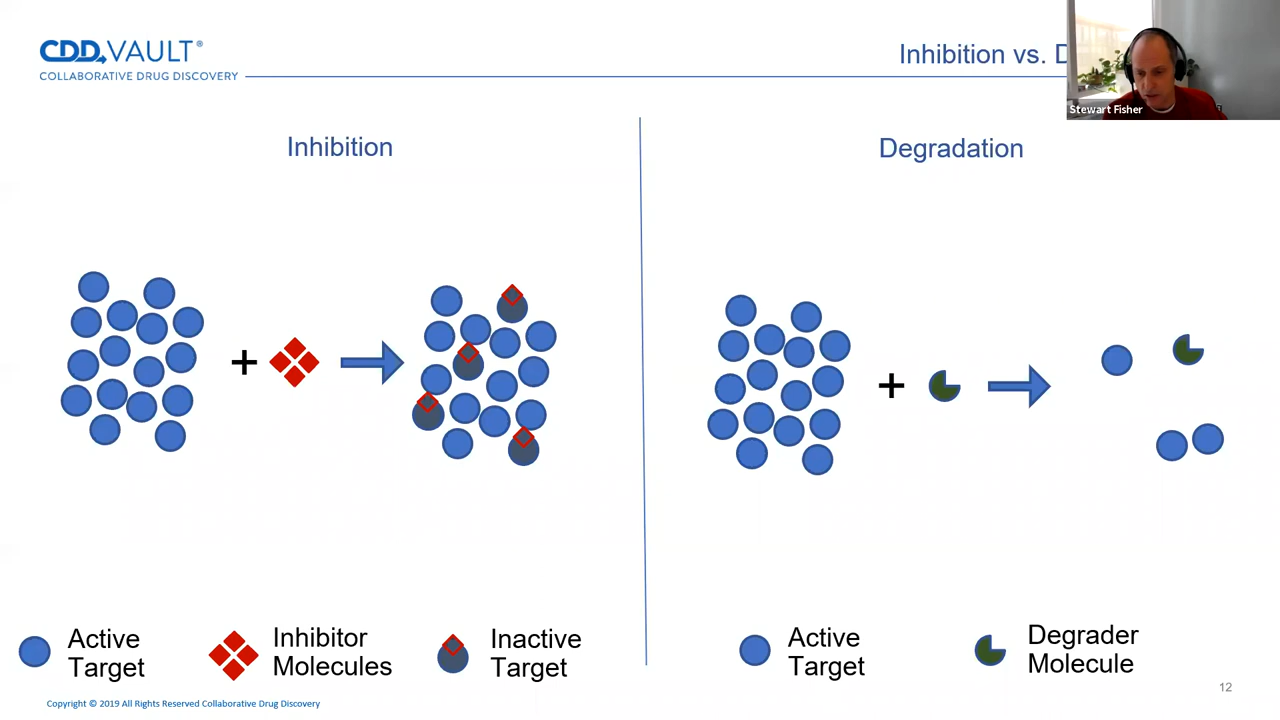 CDD VAULT®
COLLABORATIVE DRUG DISCOVERY
Inhibition vs.
Stewart Fisher
Inhibition
Degradation
Active
Target
Inhibitor
Molecules
Inactive
Target
Active
Target
Degrader
Molecule
12
Copyright © 2019 All Rights Reserved Collaborative Drug Discovery